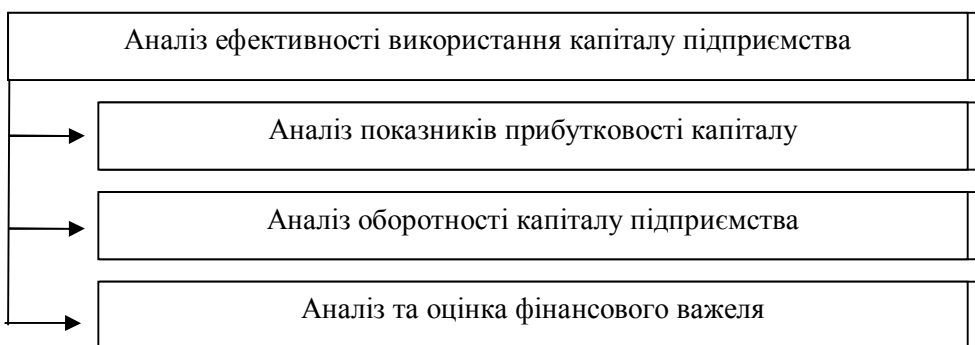 Аналіз ефективності використання капіталу підприємства
Аналіз показників прибутковості капіталу
Аналіз оборотності капіталу підприємства
Аналіз та оцінка фінансового важеля